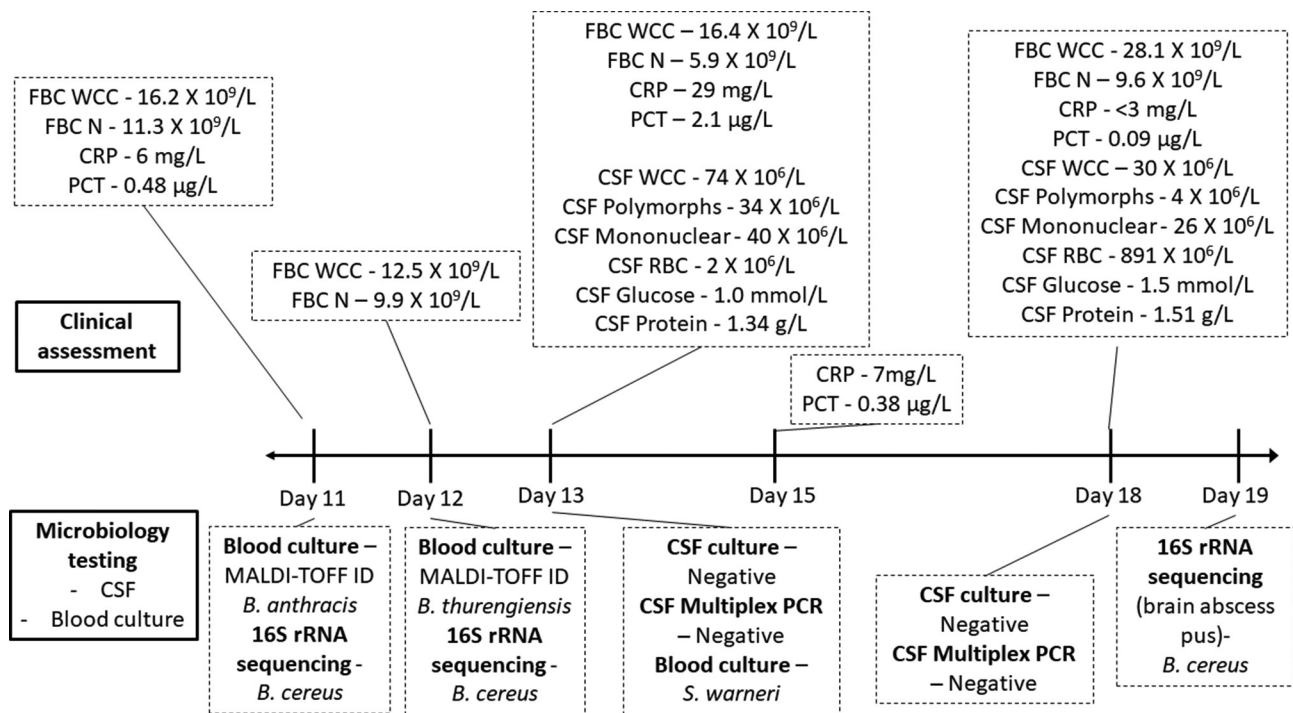 FBC WCC - 16.2 X 10⁹/L
FBC N - 11.3 X 10⁹/L
CRP - 6 mg/L
PCT - 0.48 µg/L
FBC WCC - 12.5 X 10⁹/L
FBC N – 9.9 X 10⁹/L
FBC WCC – 16.4 X 10⁹/L
FBC N – 5.9 X 10⁹/L
CRP – 29 mg/L
PCT – 2.1 µg/L
CSF WCC - 74 X 10⁶/L
CSF Polymorphs - 34 X 10⁶/L
CSF Mononuclear - 40 X 10⁶/L
CSF RBC - 2 X 10⁶/L
CSF Glucose - 1.0 mmol/L
CSF Protein - 1.34 g/L
CRP - 7mg/L
PCT - 0.38 µg/L
FBC WCC - 28.1 X 10⁹/L
FBC N – 9.6 X 10⁹/L
CRP - <3 mg/L
PCT - 0.09 µg/L
CSF WCC – 30 X 10⁶/L
CSF Polymorphs - 4 X 10⁶/L
CSF Mononuclear - 26 X 10⁶/L
CSF RBC - 891 X 10⁶/L
CSF Glucose - 1.5 mmol/L
CSF Protein - 1.51 g/L
Clinical
assessment
Day 11
Day 12
Day 13
Day 15
Day 18
Day 19
Microbiology
testing
- CSF
- Blood culture
Blood culture –
MALDI-TOFF ID
B. anthracis
16S rRNA
sequencing -
B. cereus
Blood culture –
MALDI-TOFF ID
B. thurengiensis
16S rRNA
sequencing -
B. cereus
CSF culture –
Negative
CSF Multiplex PCR
– Negative
Blood culture –
S. warneri
CSF culture –
Negative
CSF Multiplex PCR
– Negative
16S rRNA
sequencing
(brain abscess
pus)-
B. cereus